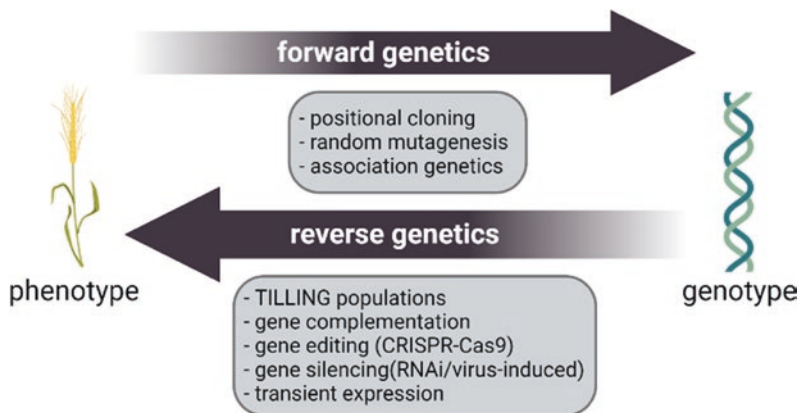 forward genetics
- positional cloning
- random mutagenesis
- association genetics
reverse genetics
phenotype
genotype
- TILLING populations
- gene complementation
- gene editing (CRISPR-Cas9)
- gene silencing(RNAi/virus-induced)
- transient expression